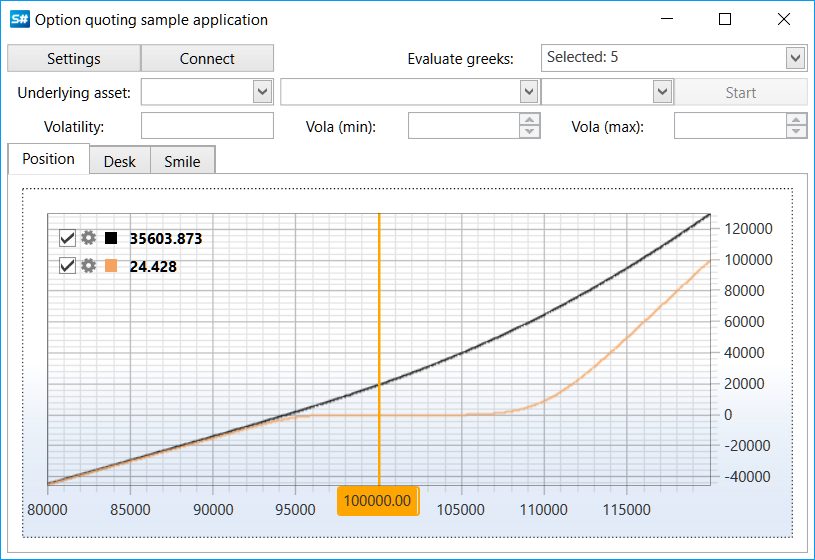 S# Option quoting sample application
Settings Connect Evaluate greeks: Selected: 5
Underlying asset: Start
Volatility: Vola (min): Vola (max):
Position Desk Smile
35603.873
24.428
120000
100000
80000
60000
40000
20000
0
-20000
-40000
80000 85000 90000 95000 100000.00 105000 110000 115000